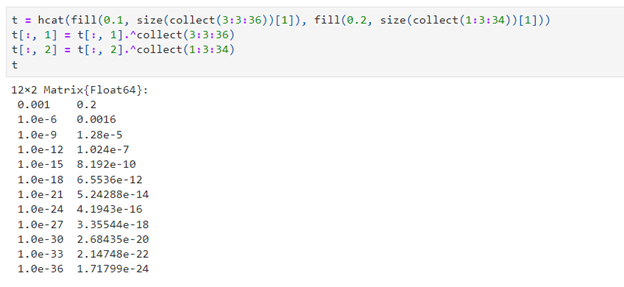 t = hcat(fill(0.1, size(collect(3:3:36))[1]), fill(0.2, size(collect(1:3:34))[1]))
t[:, 1] = t[:, 1].^collect(3:3:36)
t[:, 2] = t[:, 2].^collect(1:3:34)
t
12×2 Matrix{Float64}:
0.001 0.2
1.0e-6 0.0016
1.0e-9 1.28e-5
1.0e-12 1.024e-7
1.0e-15 8.192e-10
1.0e-18 6.5536e-12
1.0e-21 5.24288e-14
1.0e-24 4.1943e-16
1.0e-27 3.35544e-18
1.0e-30 2.68435e-20
1.0e-33 2.14748e-22
1.0e-36 1.71799e-24